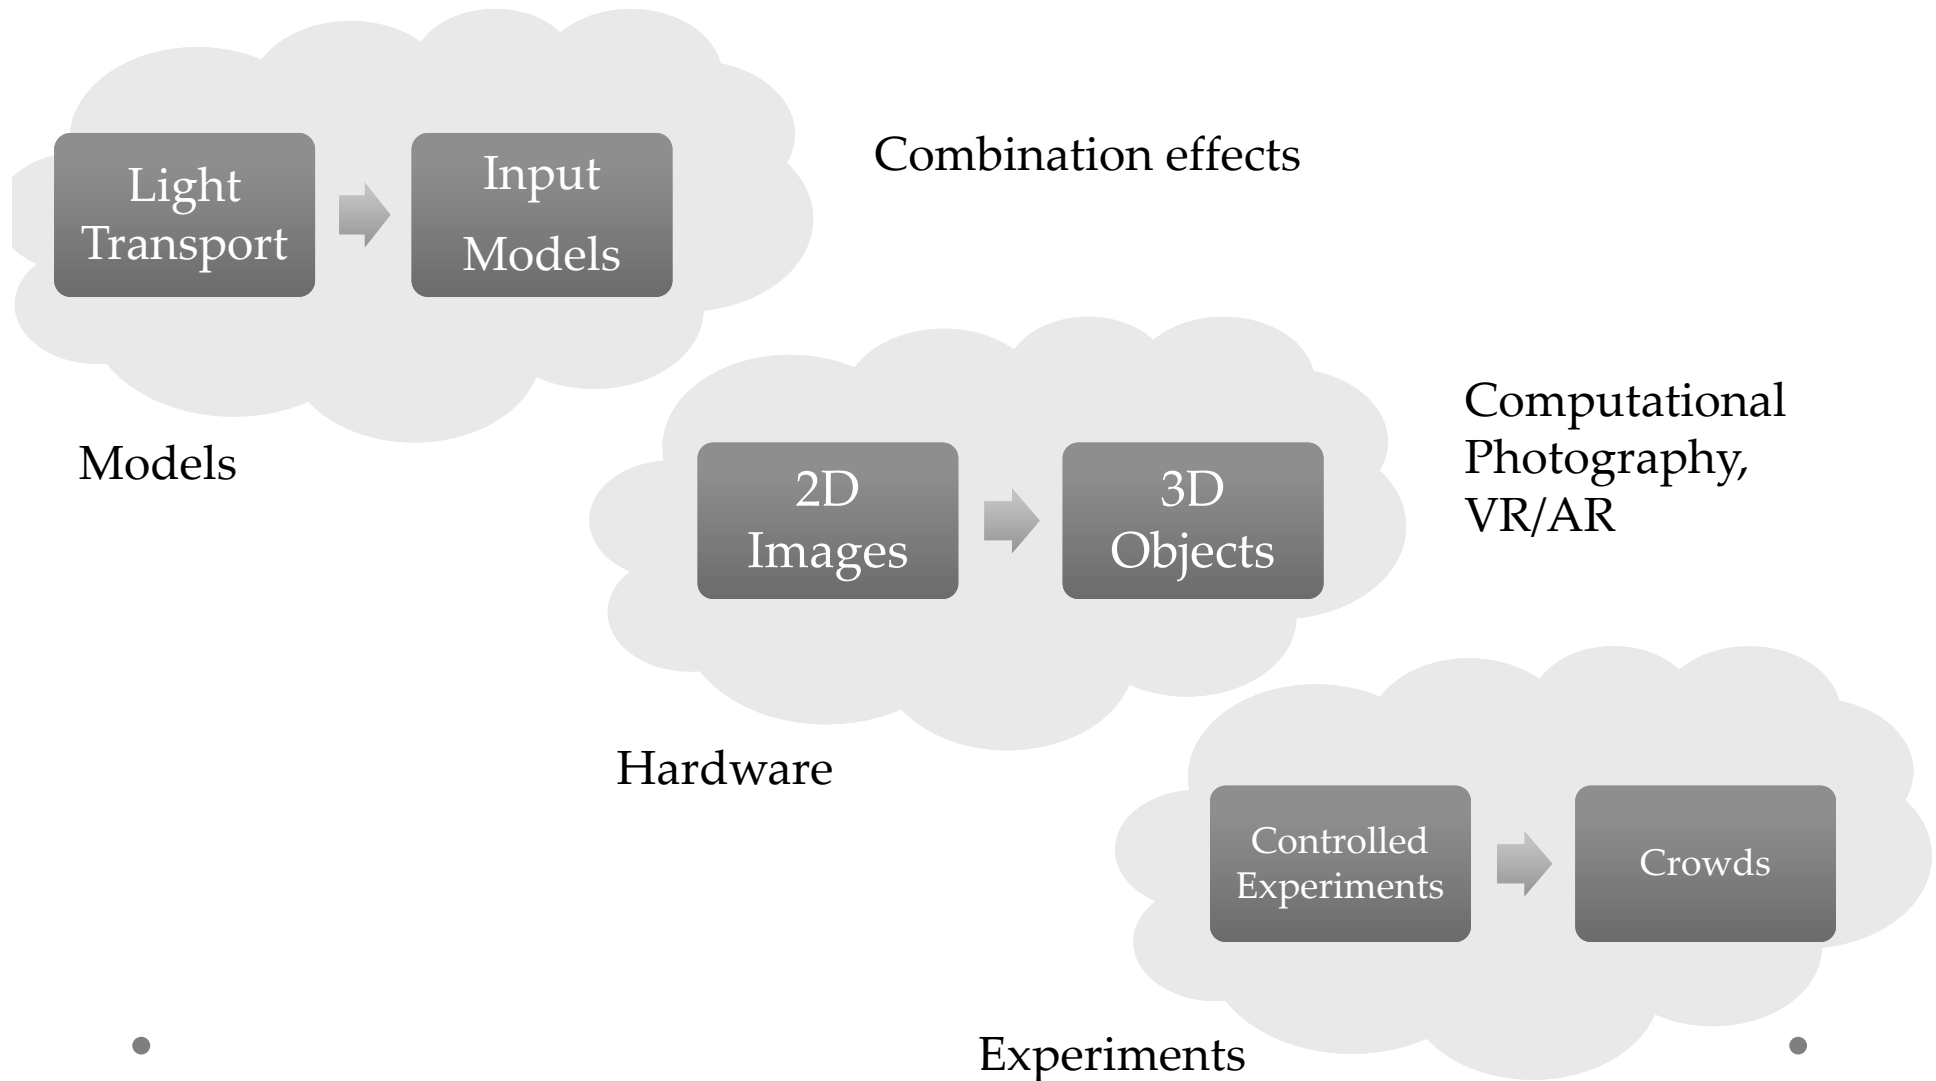 Light
Transport
Input
Models
Combination effects
Models
2D
Images
3D
Objects
Computational
Photography,
VR/AR
Hardware
Controlled
Experiments
Crowds
Experiments